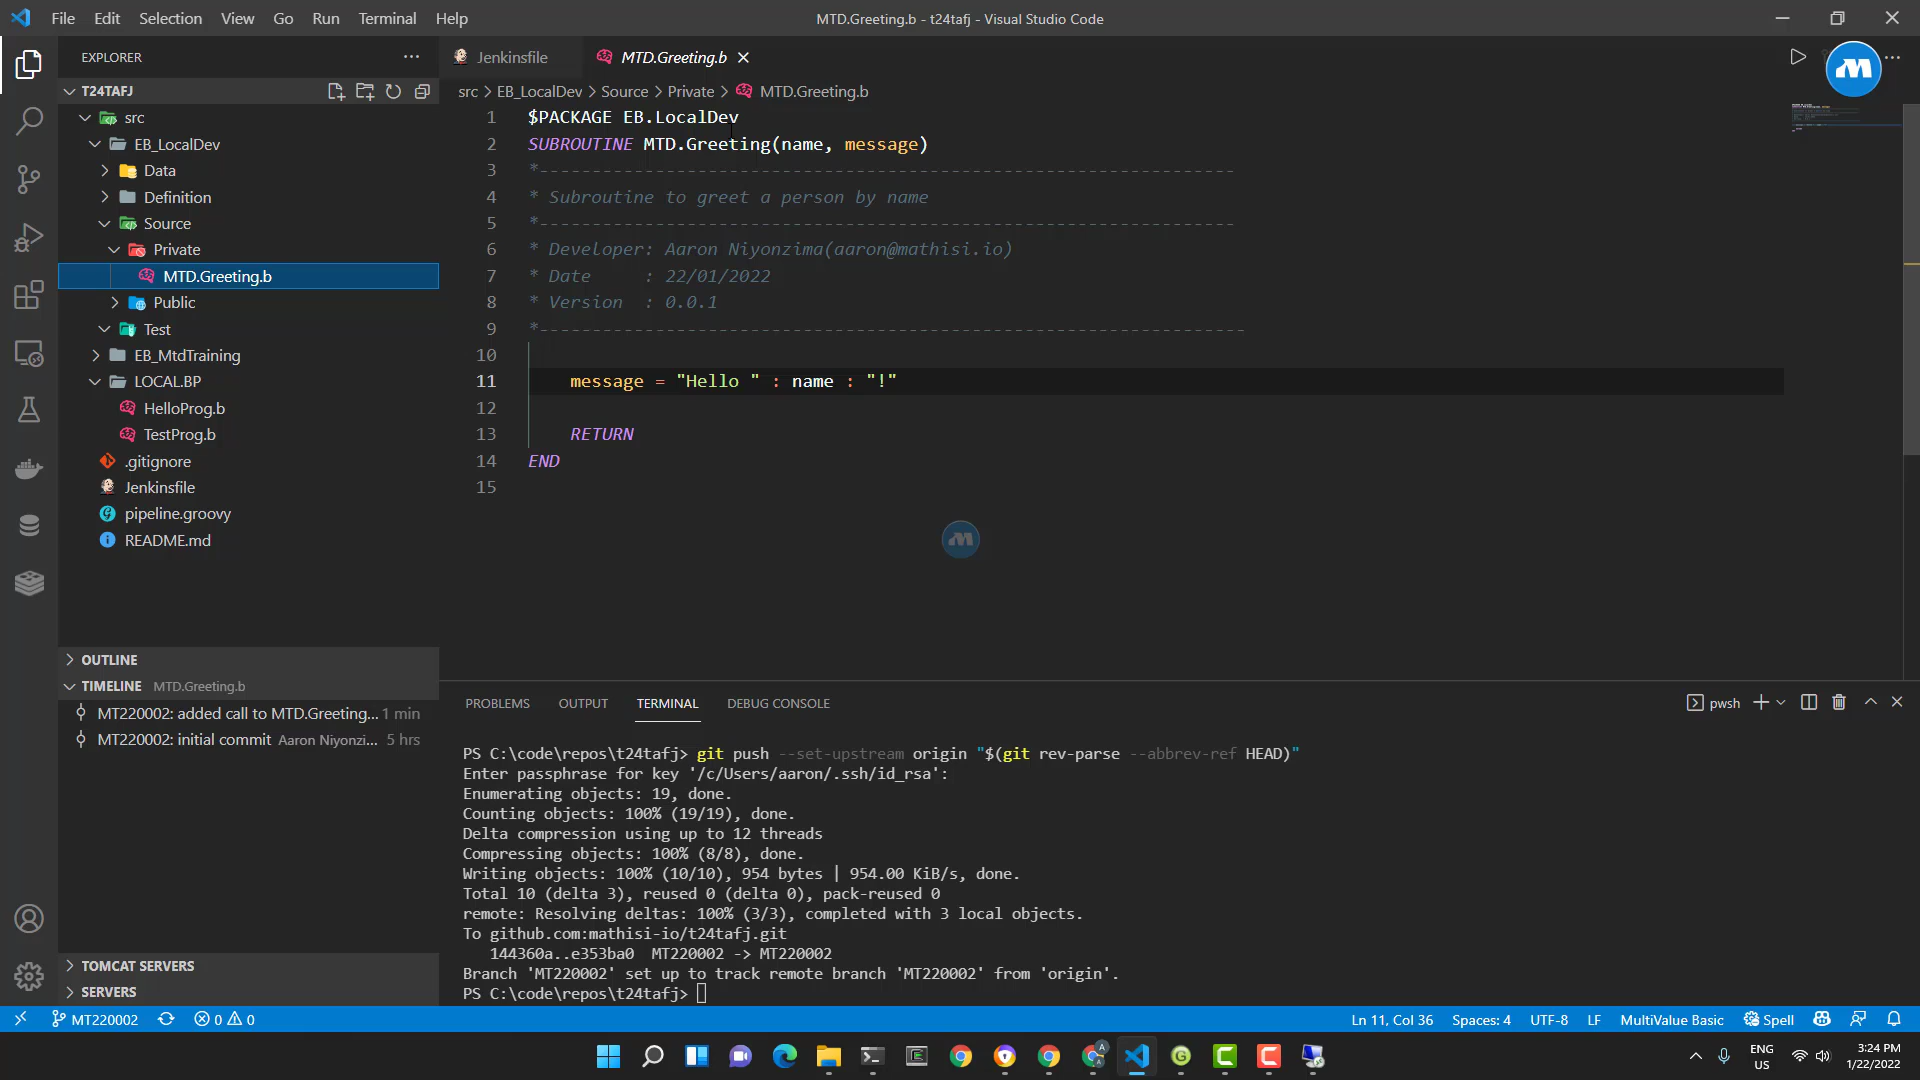 File Edit Selection View Go Run Terminal Help
MTD.Greeting.b - t24tafj - Visual Studio Code
EXPLORER
T24TAFJ
src
EB_LocalDev
Data
Definition
Source
Private
MTD.Greeting.b
Public
Test
EB_MtdTraining
LOCAL.BP
HelloProg.b
TestProg.b
.gitignore
Jenkinsfile
pipeline.groovy
README.md
OUTLINE
TIMELINE MTD.Greeting.b
MT220002: added call to MTD.Greeting... 1 min
MT220002: initial commit Aaron Niyonzi... 5 hrs
TOMCAT SERVERS
SERVERS
Jenkinsfile MTD.Greeting.b
src > EB_LocalDev > Source > Private > MTD.Greeting.b
1 $PACKAGE EB.LocalDev
2 SUBROUTINE MTD.Greeting(name, message)
3 *------------------------------------------------------------------
4 * Subroutine to greet a person by name
5 *------------------------------------------------------------------
6 * Developer: Aaron Niyonzima(aaron@mathisi.io)
7 * Date     : 22/01/2022
8 * Version  : 0.0.1
9 *-------------------------------------------------------------------
10
11     message = "Hello " : name : "!"
12
13     RETURN
14 END
15
PROBLEMS OUTPUT TERMINAL DEBUG CONSOLE
pwsh
PS C:\code\repos\t24tafj> git push --set-upstream origin "$(git rev-parse --abbrev-ref HEAD)"
Enter passphrase for key '/c/Users/aaron/.ssh/id_rsa':
Enumerating objects: 19, done.
Counting objects: 100% (19/19), done.
Delta compression using up to 12 threads
Compressing objects: 100% (8/8), done.
Writing objects: 100% (10/10), 954 bytes | 954.00 KiB/s, done.
Total 10 (delta 3), reused 0 (delta 0), pack-reused 0
remote: Resolving deltas: 100% (3/3), completed with 3 local objects.
To github.com:mathisi-io/t24tafj.git
   144360a..e353ba0  MT220002 -> MT220002
Branch 'MT220002' set up to track remote branch 'MT220002' from 'origin'.
PS C:\code\repos\t24tafj>
MT220002 0 0
Ln 11, Col 36 Spaces: 4 UTF-8 LF MultiValue Basic Spell
ENG US
3:24 PM
1/22/2022